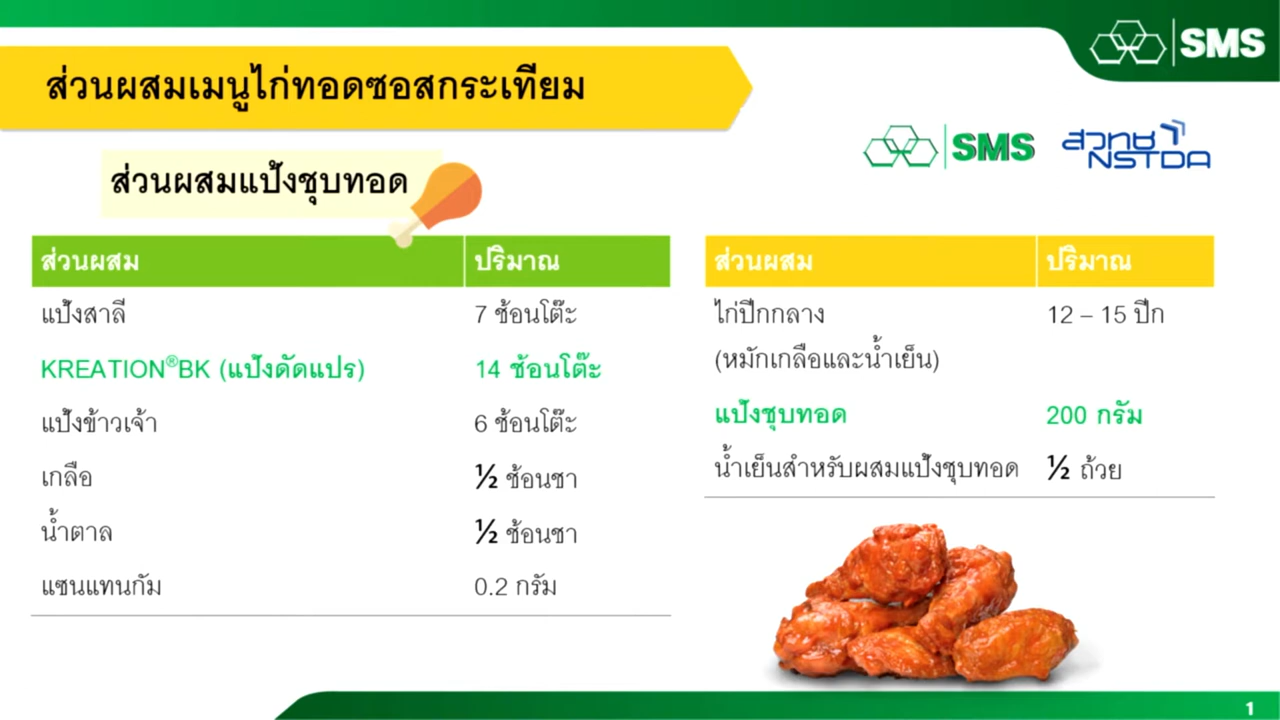 SMS
ส่วนผสมเมนูไก่ทอดซอสกระเทียม
SMS
สวทช
NSTDA
ส่วนผสมแป้งชุบทอด
ส่วนผสม ปริมาณ
แป้งสาลี 7 ช้อนโต๊ะ
KREATION®BK (แป้งดัดแปร) 14 ช้อนโต๊ะ
แป้งข้าวเจ้า 6 ช้อนโต๊ะ
เกลือ ½ ช้อนชา
น้ำตาล ½ ช้อนชา
แซนแทนกัม 0.2 กรัม
ส่วนผสม ปริมาณ
ไก่ปีกกลาง 12 – 15 ปีก
(หมักเกลือและน้ำเย็น)
แป้งชุบทอด 200 กรัม
น้ำเย็นสำหรับผสมแป้งชุบทอด ½ ถ้วย
1